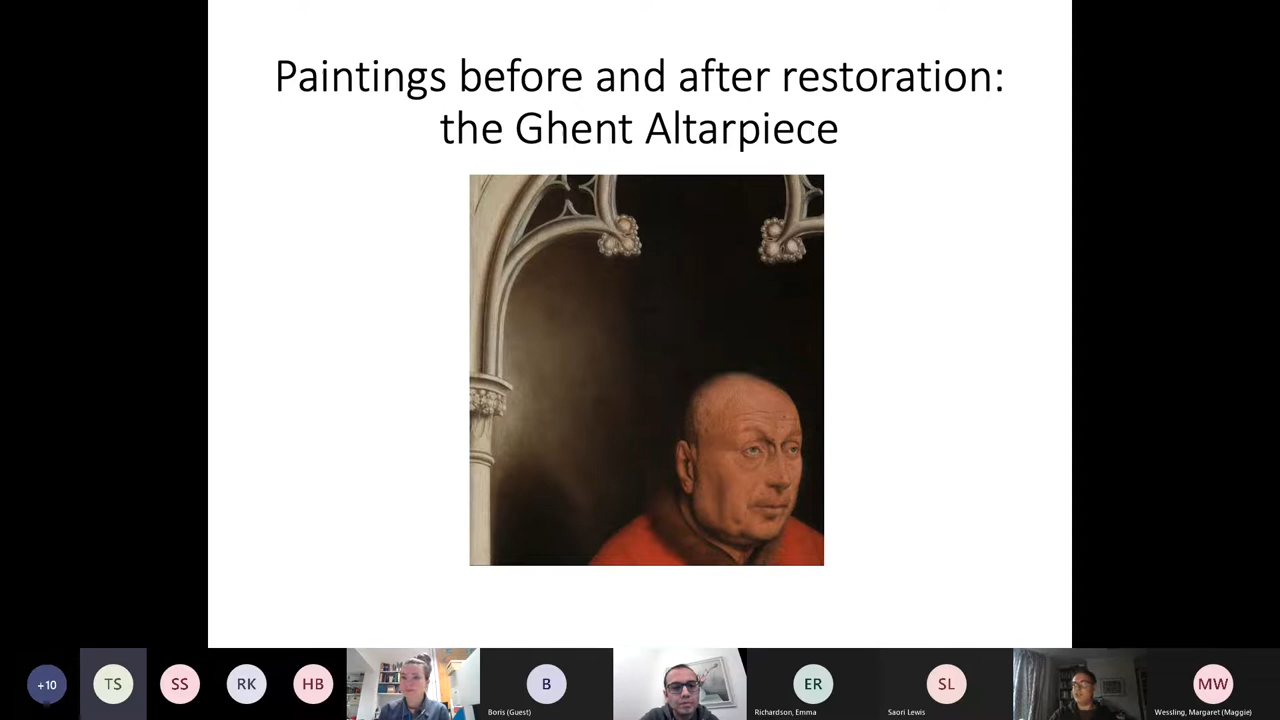 Paintings before and after restoration:
the Ghent Altarpiece
+10
TS
SS
RK
HB
B
Boris (Guest)
ER
Richardson, Emma
SL
Saori Lewis
MW
Wessling, Margaret (Maggie)